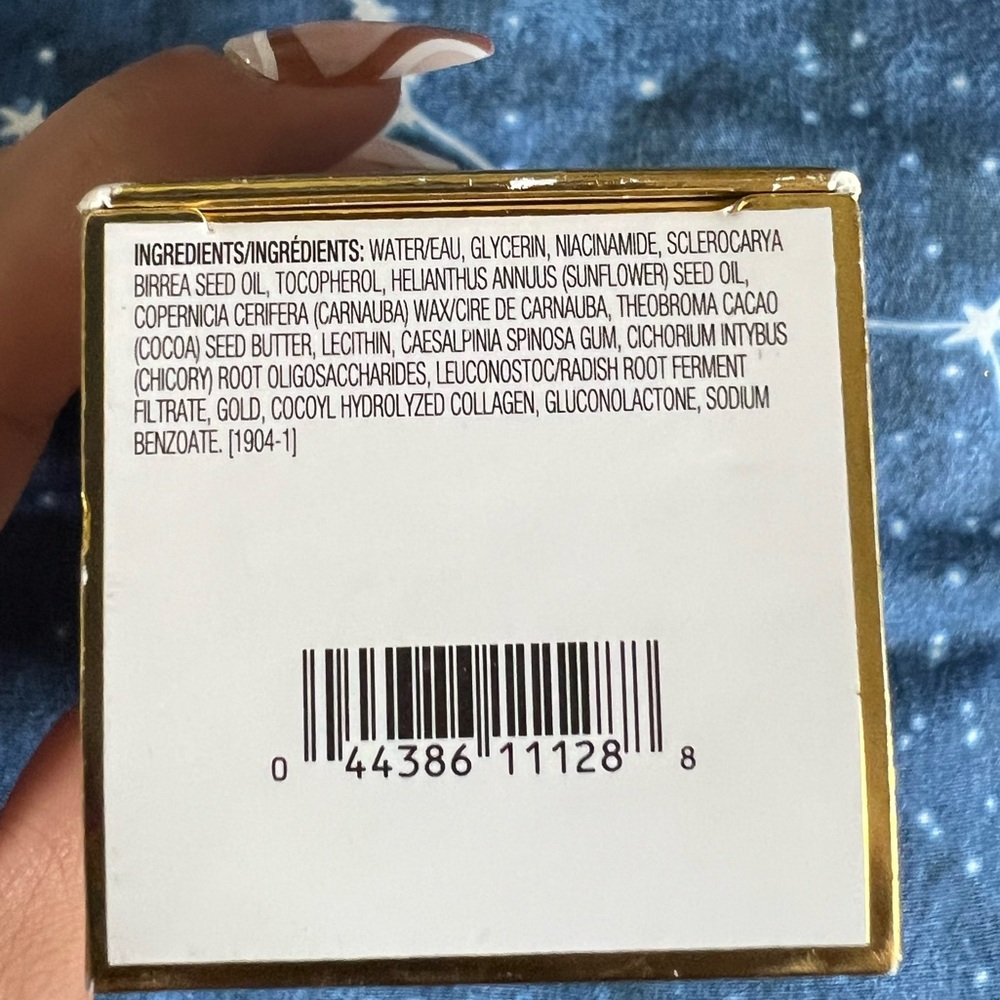 INGREDIENTS/INGRÉDIENTS: WATER/EAU, GLYCERIN, NIACINAMIDE, SCLEROCARYA
BIRREA SEED OIL, TOCOPHEROL, HELIANTHUS ANNUUS (SUNFLOWER) SEED OIL,
COPERNICIA CERIFERA (CARNAUBA) WAX/CIRE DE CARNAUBA, THEOBROMA CACAO
(COCOA) SEED BUTTER, LECITHIN, CAESALPINIA SPINOSA GUM, CICHORIUM INTYBUS
(CHICORY) ROOT OLIGOSACCHARIDES, LEUCONOSTOC/RADISH ROOT FERMENT
FILTRATE, GOLD, COCOYL HYDROLYZED COLLAGEN, GLUCONOLACTONE, SODIUM
BENZOATE. [1904-1]
0 44386 11128 8